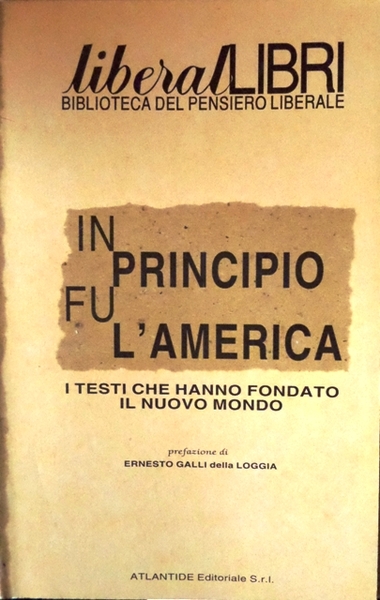 liberalLIBRI
BIBLIOTECA DEL PENSIERO LIBERALE
IN
PRINCIPIO
FU
L'AMERICA
I TESTI CHE HANNO FONDATO
IL NUOVO MONDO
prefazione di
ERNESTO GALLI della LOGGIA
ATLANTIDE Editoriale S.r.l.